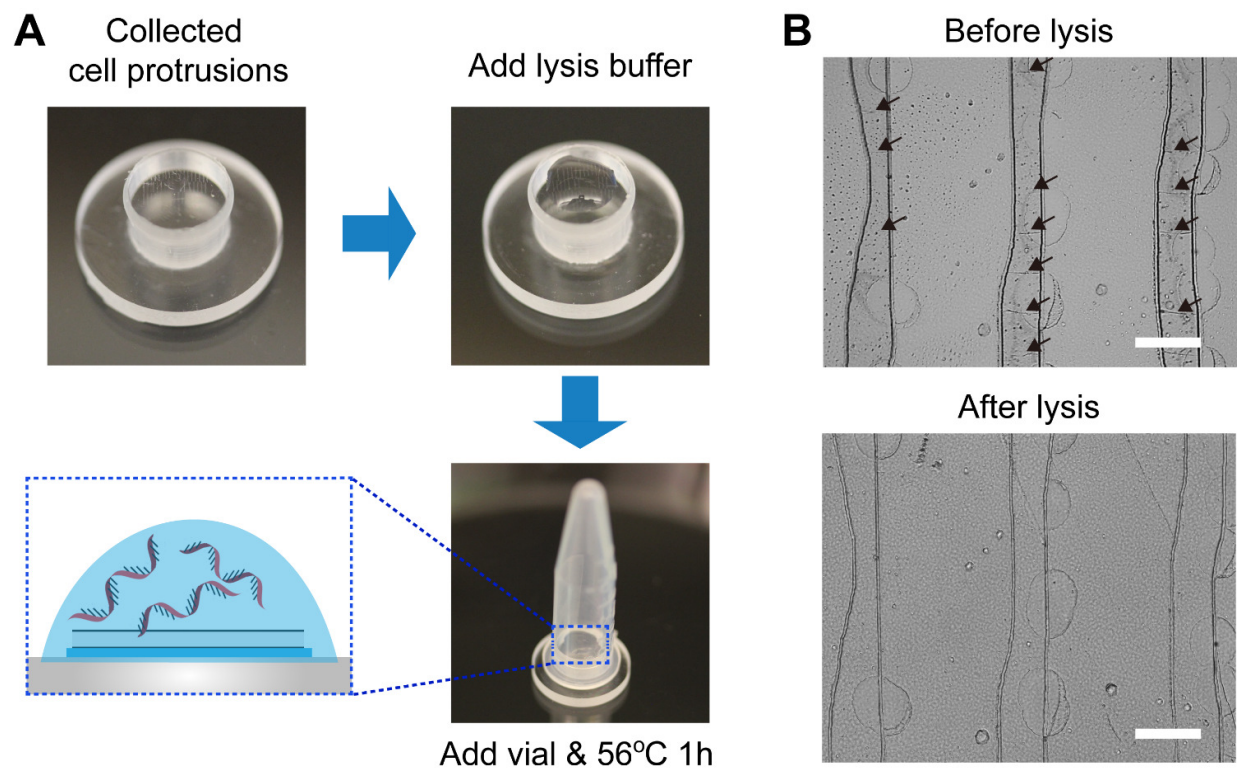 A
Collected
cell protrusions
Add lysis buffer
Add vial & 56°C 1h
B
Before lysis
After lysis